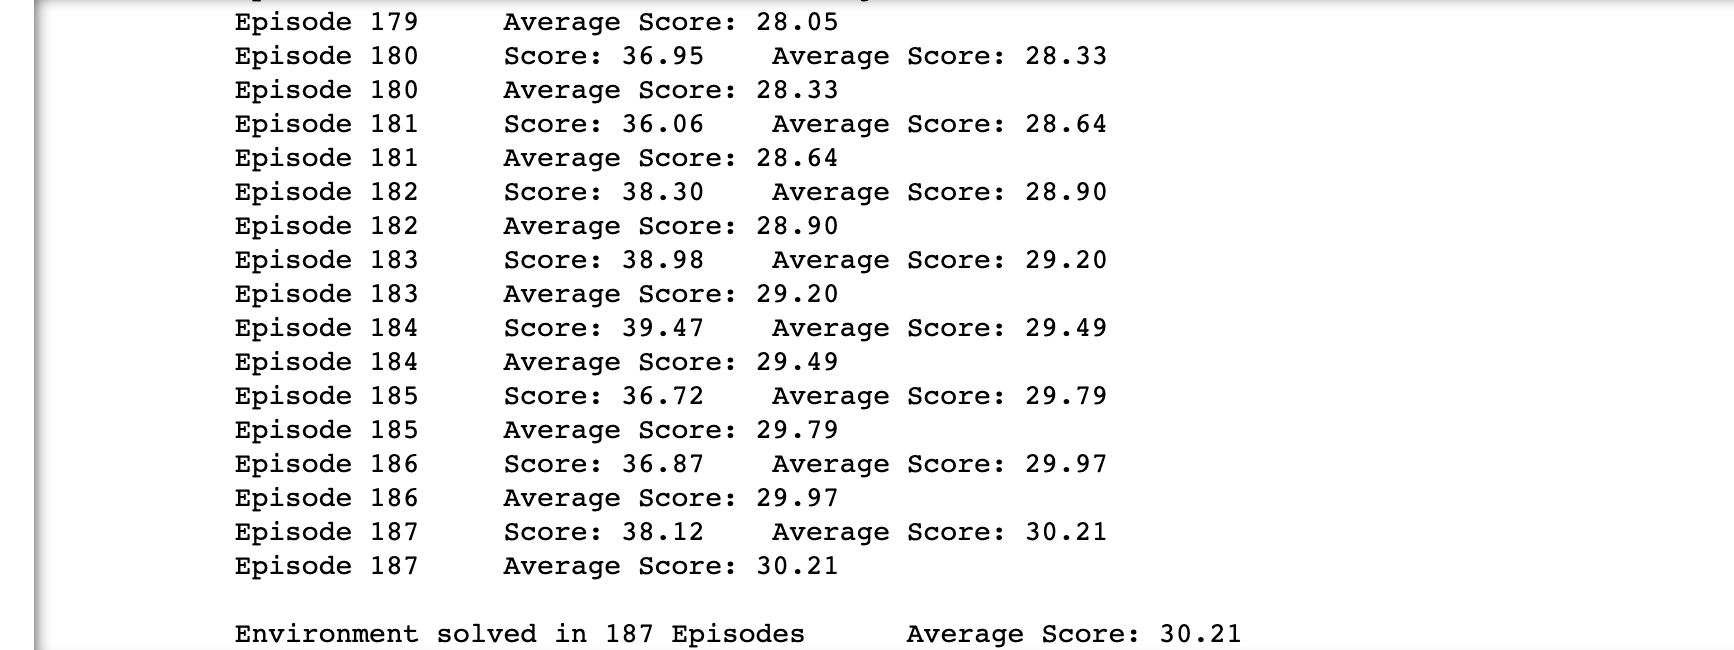 Episode 179 Average Score: 28.05
Episode 180 Score: 36.95 Average Score: 28.33
Episode 180 Average Score: 28.33
Episode 181 Score: 36.06 Average Score: 28.64
Episode 181 Average Score: 28.64
Episode 182 Score: 38.30 Average Score: 28.90
Episode 182 Average Score: 28.90
Episode 183 Score: 38.98 Average Score: 29.20
Episode 183 Average Score: 29.20
Episode 184 Score: 39.47 Average Score: 29.49
Episode 184 Average Score: 29.49
Episode 185 Score: 36.72 Average Score: 29.79
Episode 185 Average Score: 29.79
Episode 186 Score: 36.87 Average Score: 29.97
Episode 186 Average Score: 29.97
Episode 187 Score: 38.12 Average Score: 30.21
Episode 187 Average Score: 30.21
Environment solved in 187 Episodes Average Score: 30.21